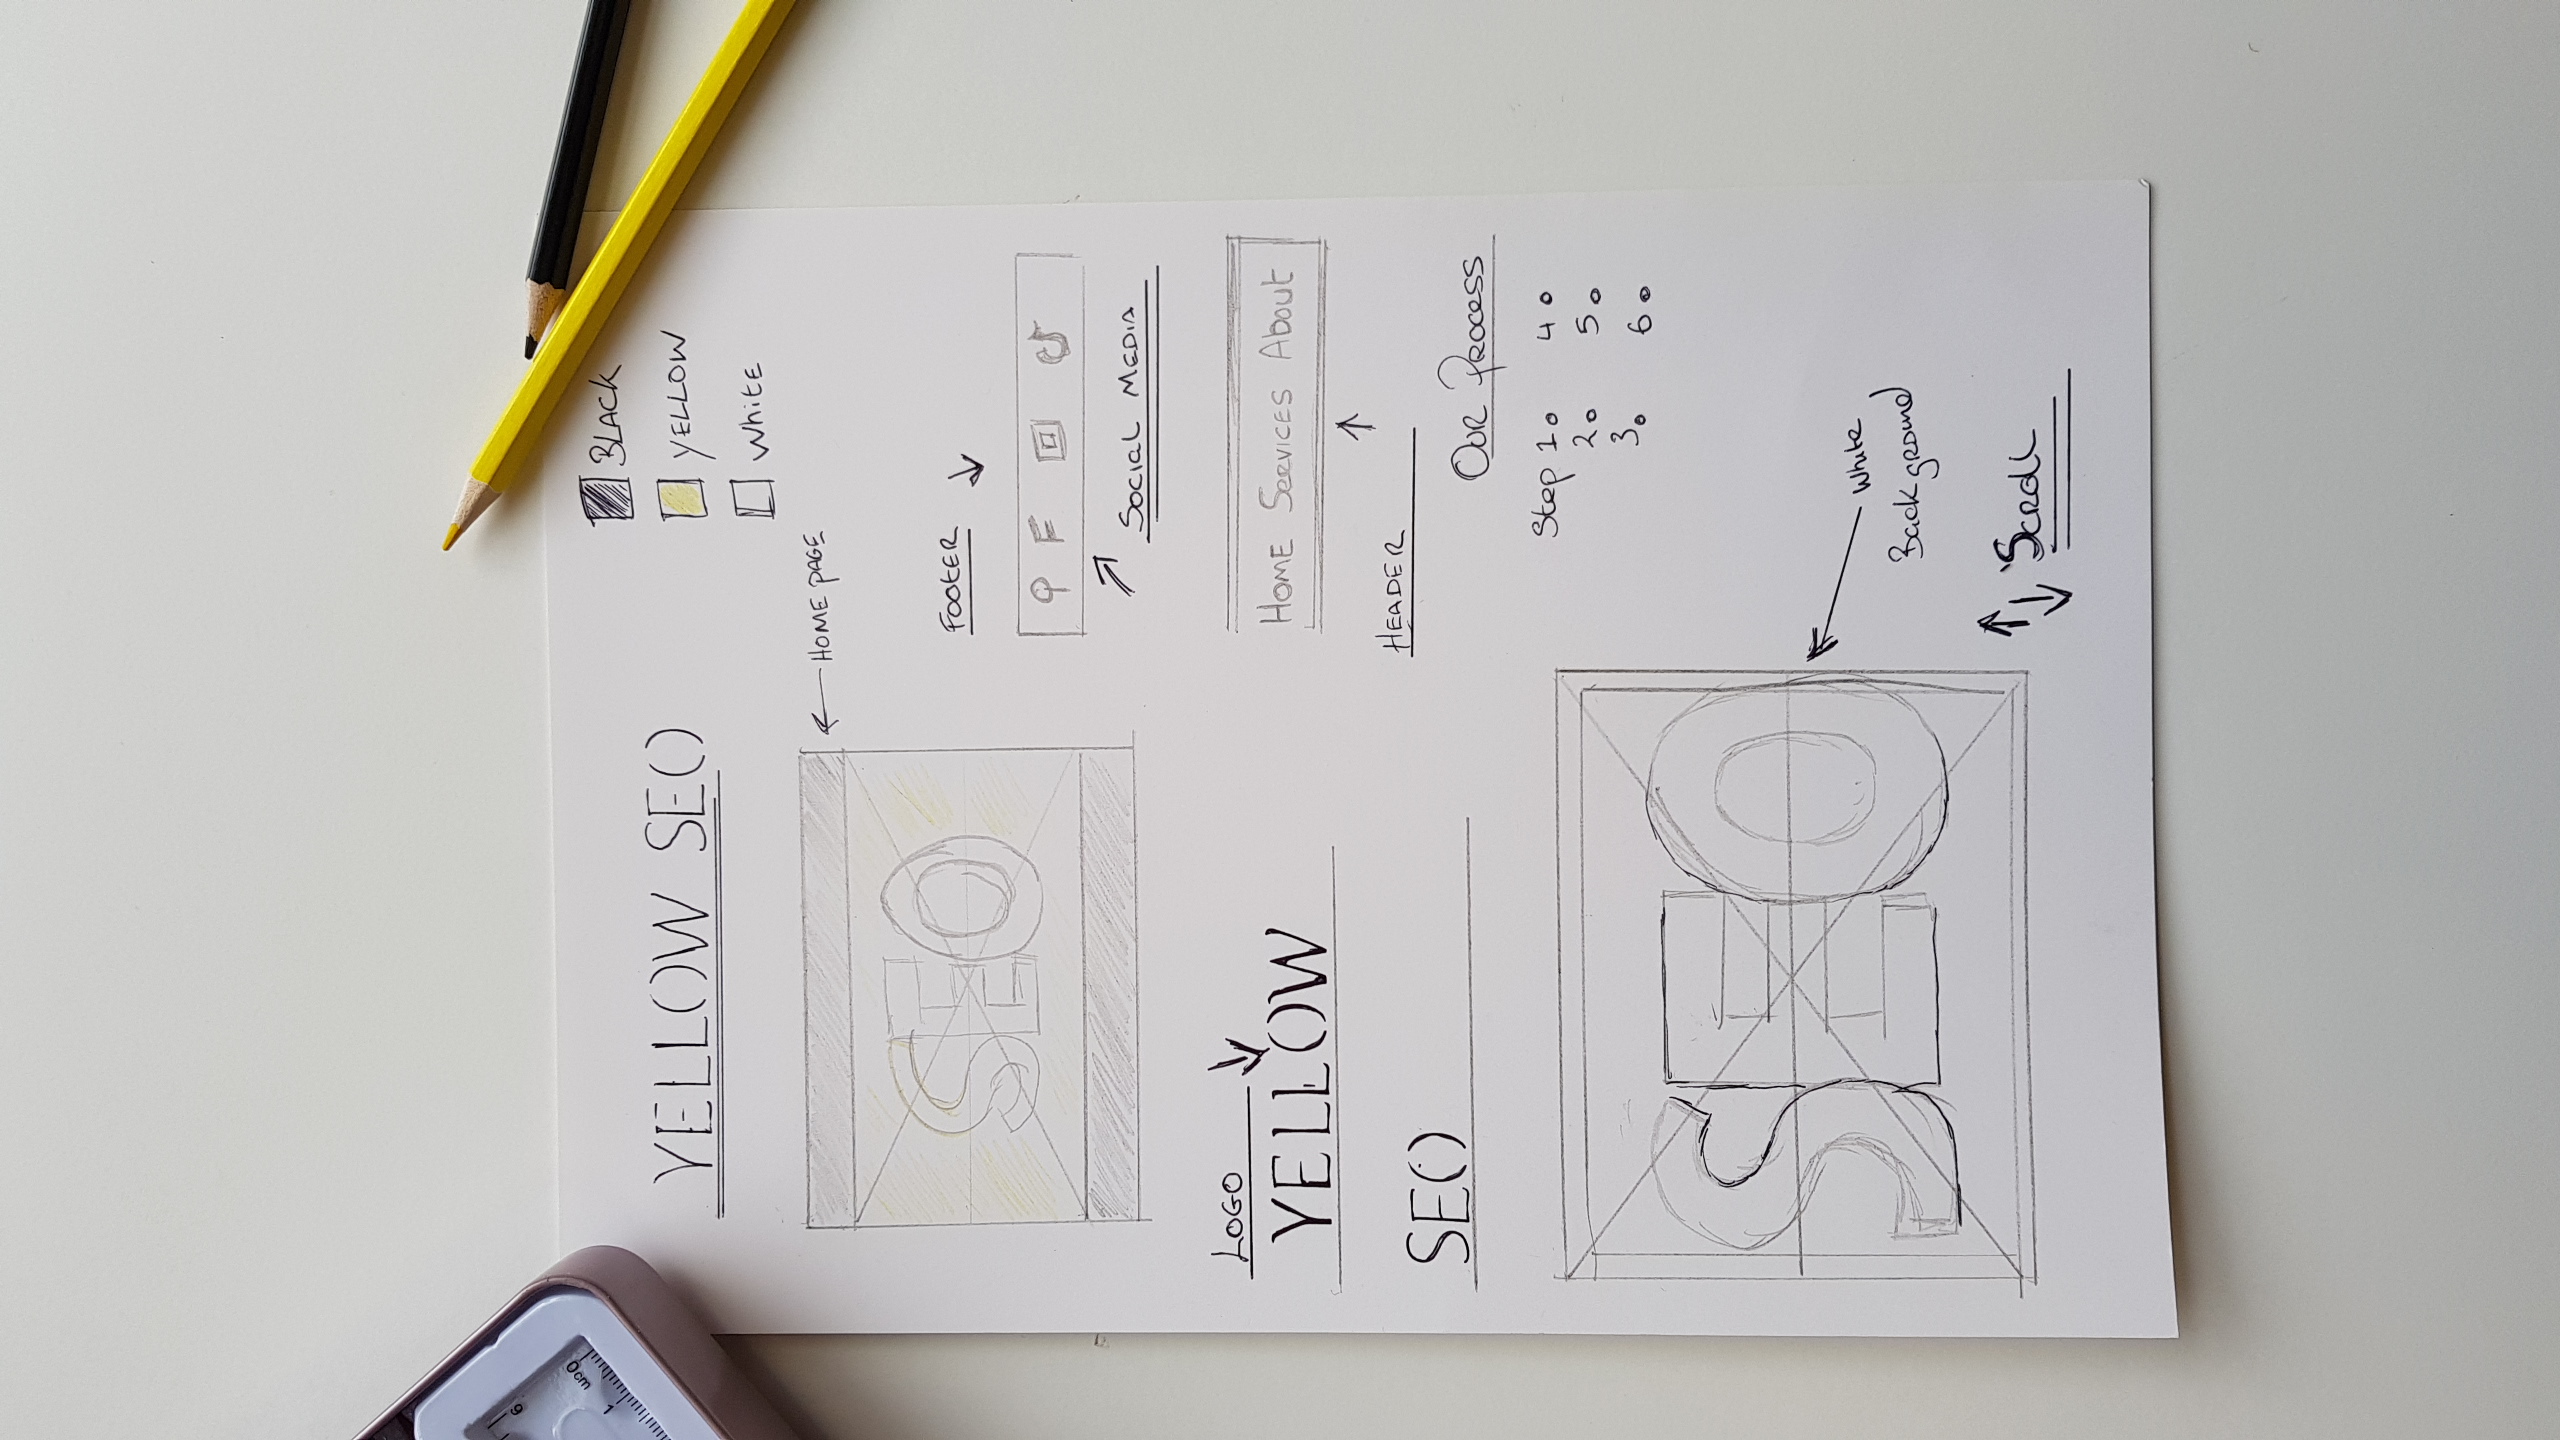 YELLOW SEO
BLACK
YELLOW
White
HOME PAGE
SEO
FOOTER
F
SOCIAL MEDIA
LOGO
YELLOW
SEO
HOME SERVICES About
HEADER
OUR PROCESS
Step 1. 4.
2. 5.
3. 6.
SEO
White
Background
SCROLL
0cm
1
9